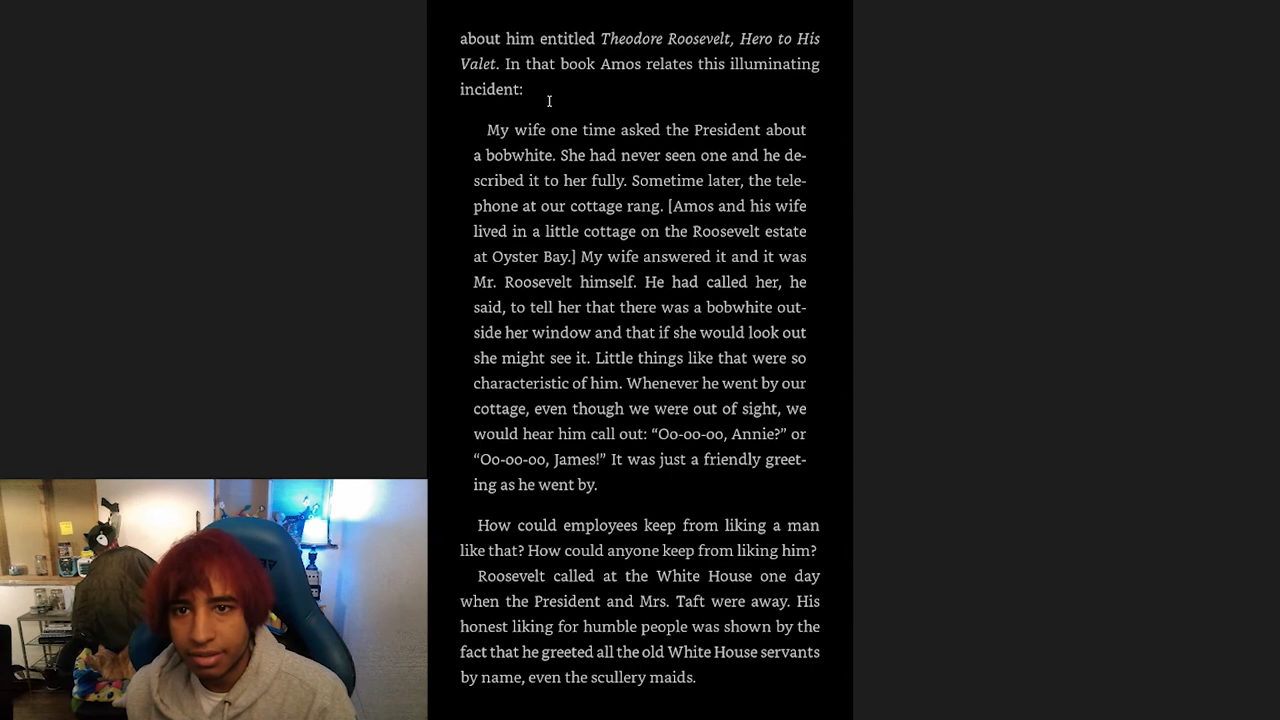 about him entitled Theodore Roosevelt, Hero to His
Valet. In that book Amos relates this illuminating
incident:
My wife one time asked the President about
a bobwhite. She had never seen one and he de-
scribed it to her fully. Sometime later, the tele-
phone at our cottage rang. [Amos and his wife
lived in a little cottage on the Roosevelt estate
at Oyster Bay.] My wife answered it and it was
Mr. Roosevelt himself. He had called her, he
said, to tell her that there was a bobwhite out-
side her window and that if she would look out
she might see it. Little things like that were so
characteristic of him. Whenever he went by our
cottage, even though we were out of sight, we
would hear him call out: “Oo-oo-oo, Annie?” or
“Oo-oo-oo, James!” It was just a friendly greet-
ing as he went by.
How could employees keep from liking a man
like that? How could anyone keep from liking him?
Roosevelt called at the White House one day
when the President and Mrs. Taft were away. His
honest liking for humble people was shown by the
fact that he greeted all the old White House servants
by name, even the scullery maids.